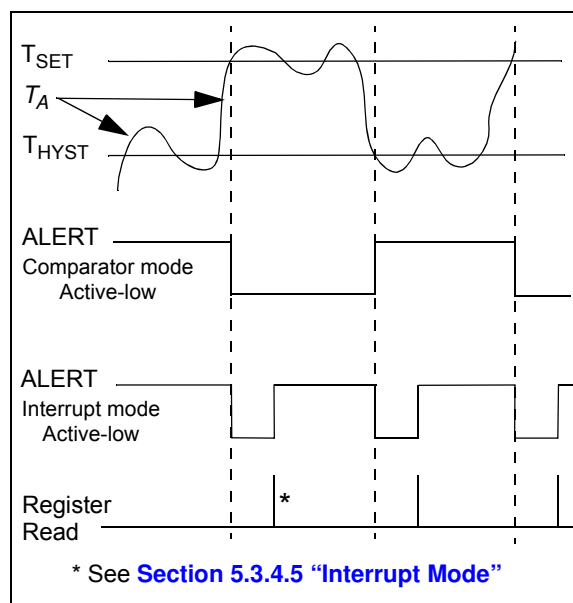 TSET
TA
THYST
ALERT
Comparator mode
Active-low
ALERT
Interrupt mode
Active-low
Register
Read
*
* See Section 5.3.4.5 “Interrupt Mode”